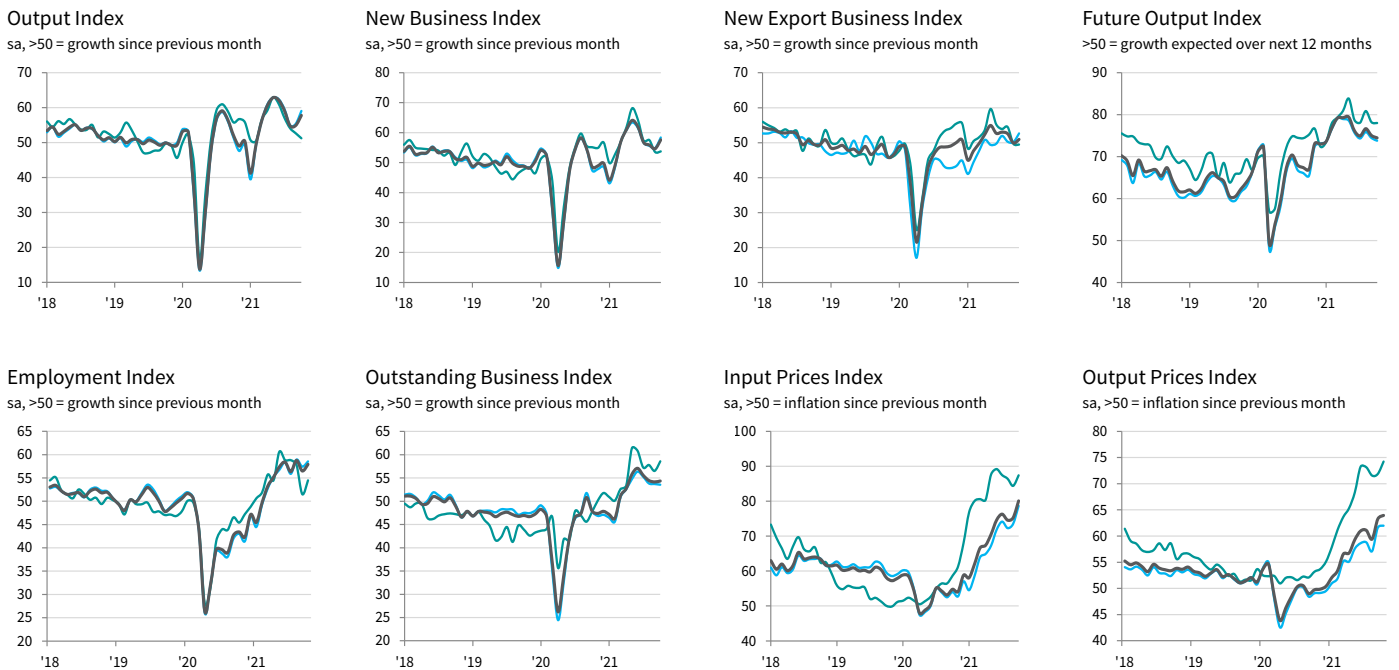 Output Index
sa, >50 = growth since previous month
70
60
50
40
30
20
10
'18 '19 '20 '21
New Business Index
sa, >50 = growth since previous month
80
70
60
50
40
30
20
10
'18 '19 '20 '21
New Export Business Index
sa, >50 = growth since previous month
70
60
50
40
30
20
10
'18 '19 '20 '21
Future Output Index
>50 = growth expected over next 12 months
90
80
70
60
50
40
'18 '19 '20 '21
Employment Index
sa, >50 = growth since previous month
65
60
55
50
45
40
35
30
25
20
'18 '19 '20 '21
Outstanding Business Index
sa, >50 = growth since previous month
65
60
55
50
45
40
35
30
25
20
'18 '19 '20 '21
Input Prices Index
sa, >50 = inflation since previous month
100
90
80
70
60
50
40
'18 '19 '20 '21
Output Prices Index
sa, >50 = inflation since previous month
80
75
70
65
60
55
50
45
40
'18 '19 '20 '21